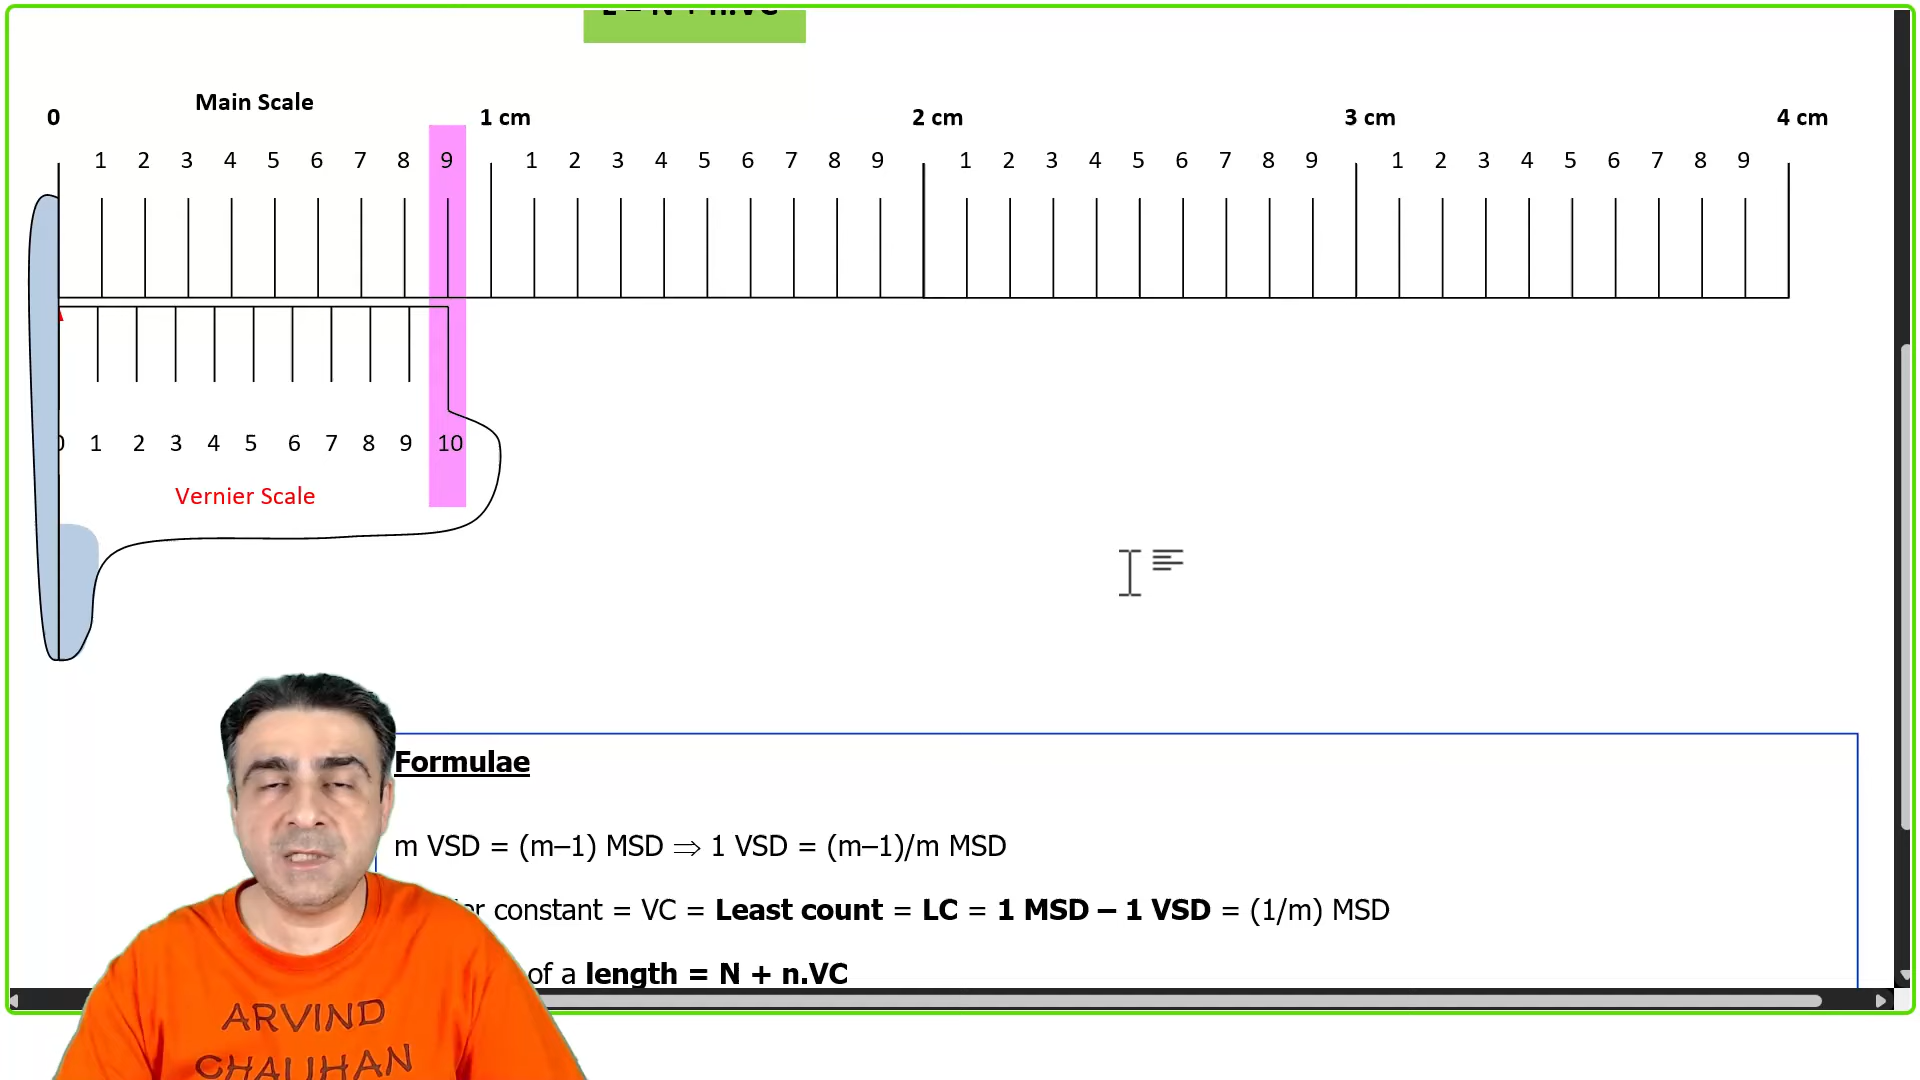 L = N + n.VC
Main Scale
0 1 cm 2 cm 3 cm 4 cm
1 2 3 4 5 6 7 8 9 1 2 3 4 5 6 7 8 9 1 2 3 4 5 6 7 8 9 1 2 3 4 5 6 7 8 9
0 1 2 3 4 5 6 7 8 9 10
Vernier Scale
Formulae
m VSD = (m–1) MSD ⇒ 1 VSD = (m–1)/m MSD
constant = VC = Least count = LC = 1 MSD – 1 VSD = (1/m) MSD
of a length = N + n.VC
ARVIND
CHAUHAN